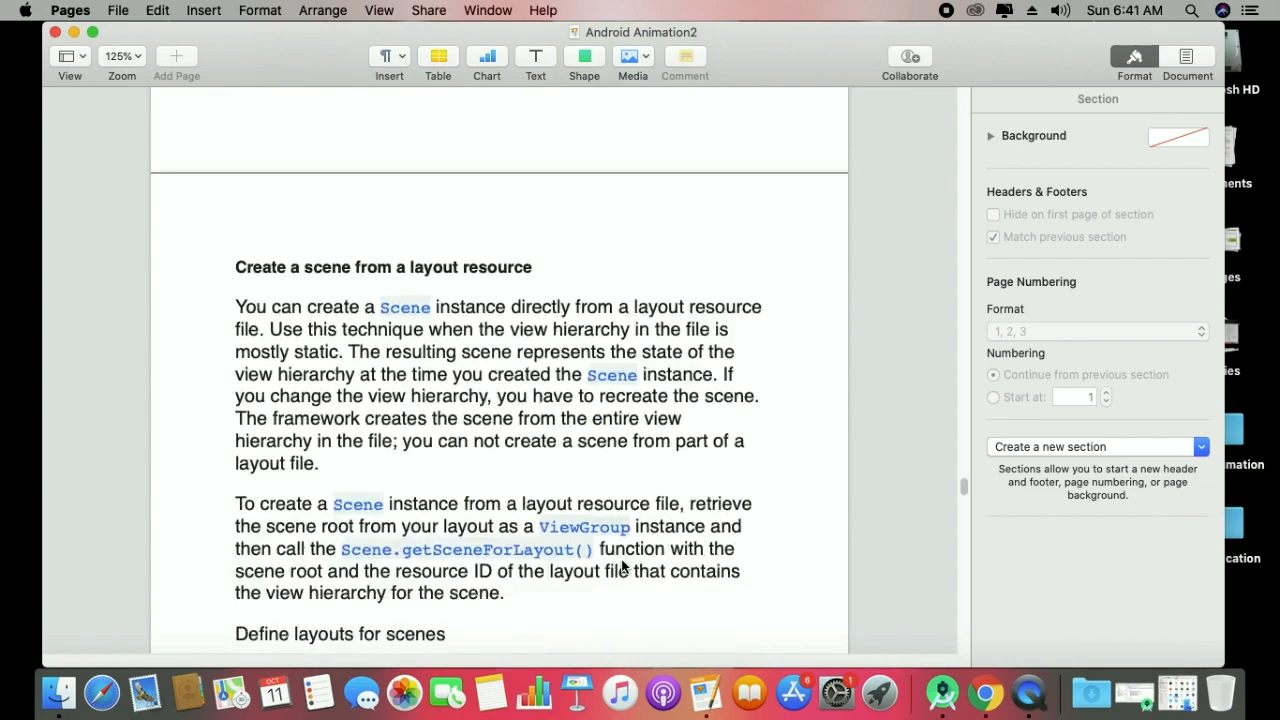 Pages File Edit Insert Format Arrange View Share Window Help Sun 6:41 AM
Android Animation2
125%
View Zoom Add Page Insert Table Chart Text Shape Media Comment Collaborate Format Document
Section
Background
Headers & Footers
Hide on first page of section
Match previous section
Page Numbering
Format
1, 2, 3
Numbering
Continue from previous section
Start at: 1
Create a new section
Sections allow you to start a new header
and footer, page numbering, or page
background.
Create a scene from a layout resource
You can create a Scene instance directly from a layout resource
file. Use this technique when the view hierarchy in the file is
mostly static. The resulting scene represents the state of the
view hierarchy at the time you created the Scene instance. If
you change the view hierarchy, you have to recreate the scene.
The framework creates the scene from the entire view
hierarchy in the file; you can not create a scene from part of a
layout file.
To create a Scene instance from a layout resource file, retrieve
the scene root from your layout as a ViewGroup instance and
then call the Scene.getSceneForLayout() function with the
scene root and the resource ID of the layout file that contains
the view hierarchy for the scene.
Define layouts for scenes
sh HD
ents
es
ies
mation
cation
OCT
11
6
1